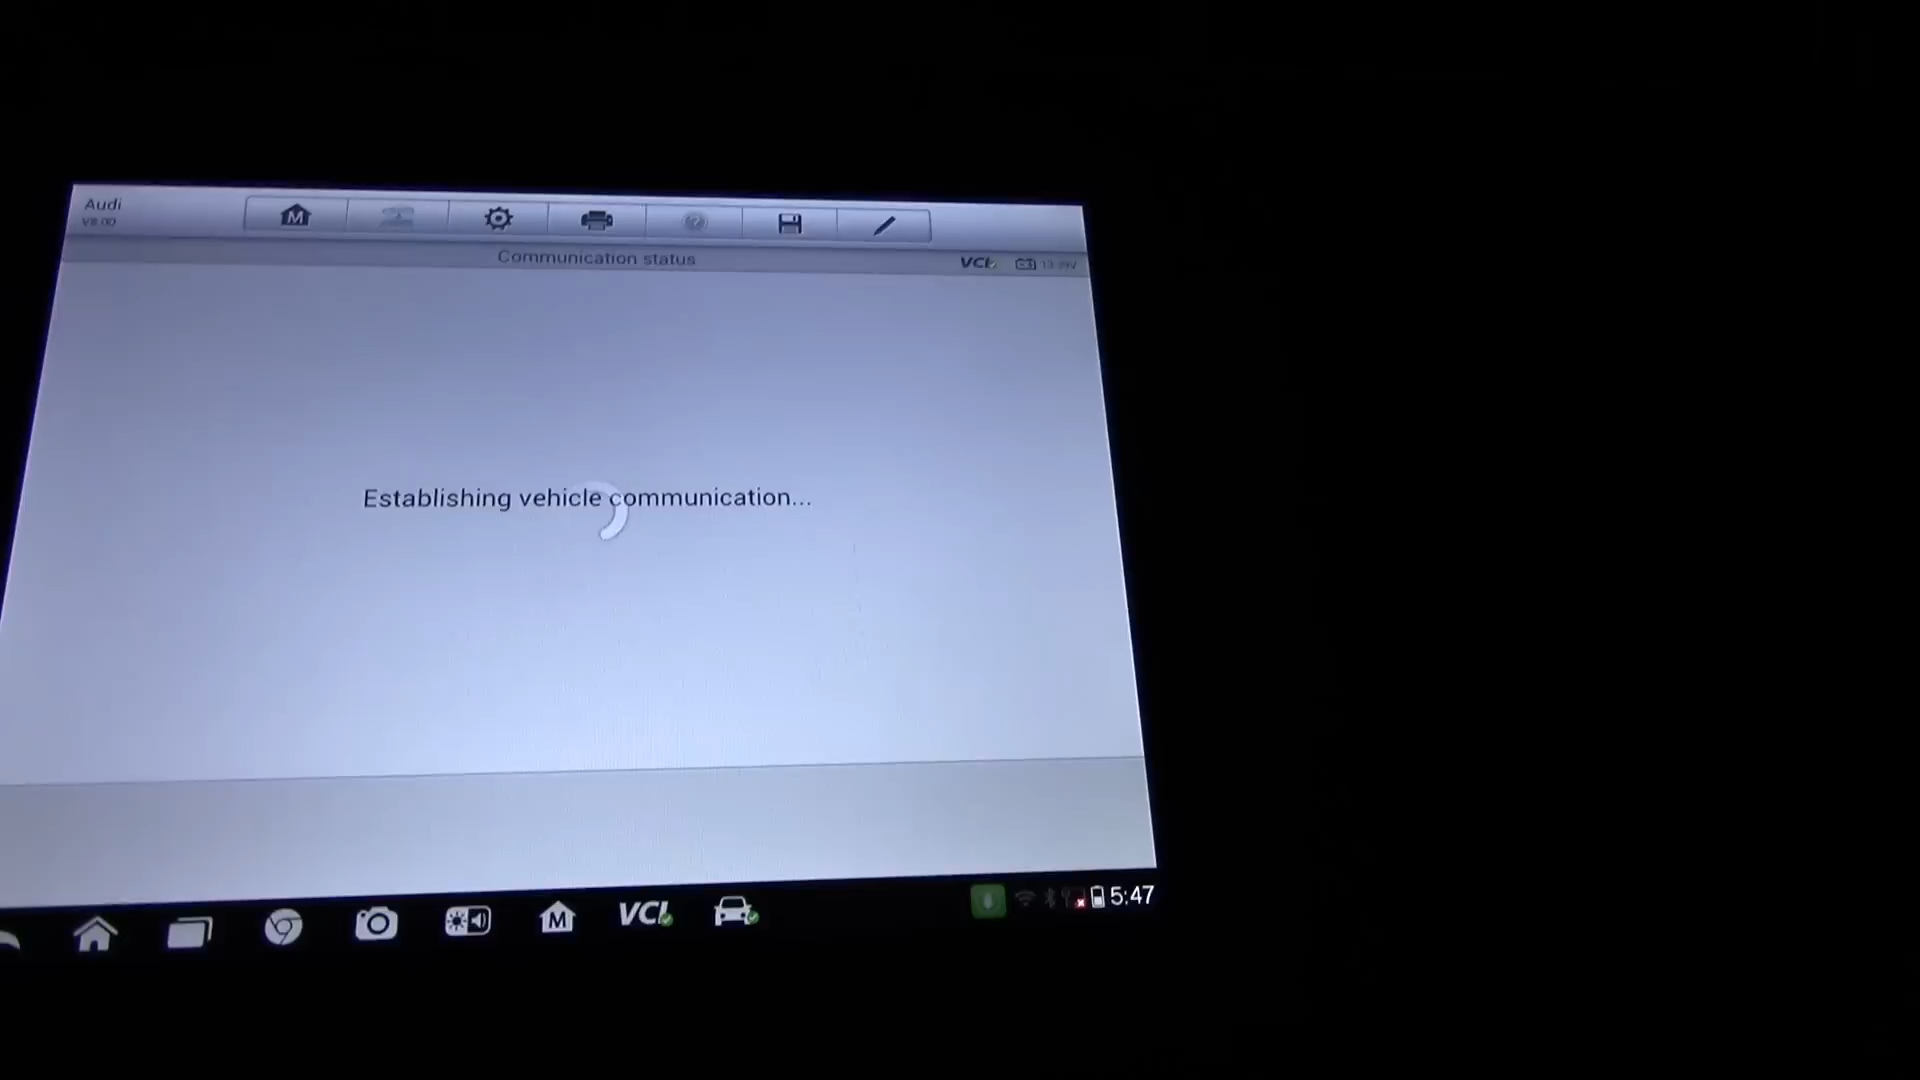 Audi
M
Communication status
VCI
Establishing vehicle communication...
M
VCI
5:47